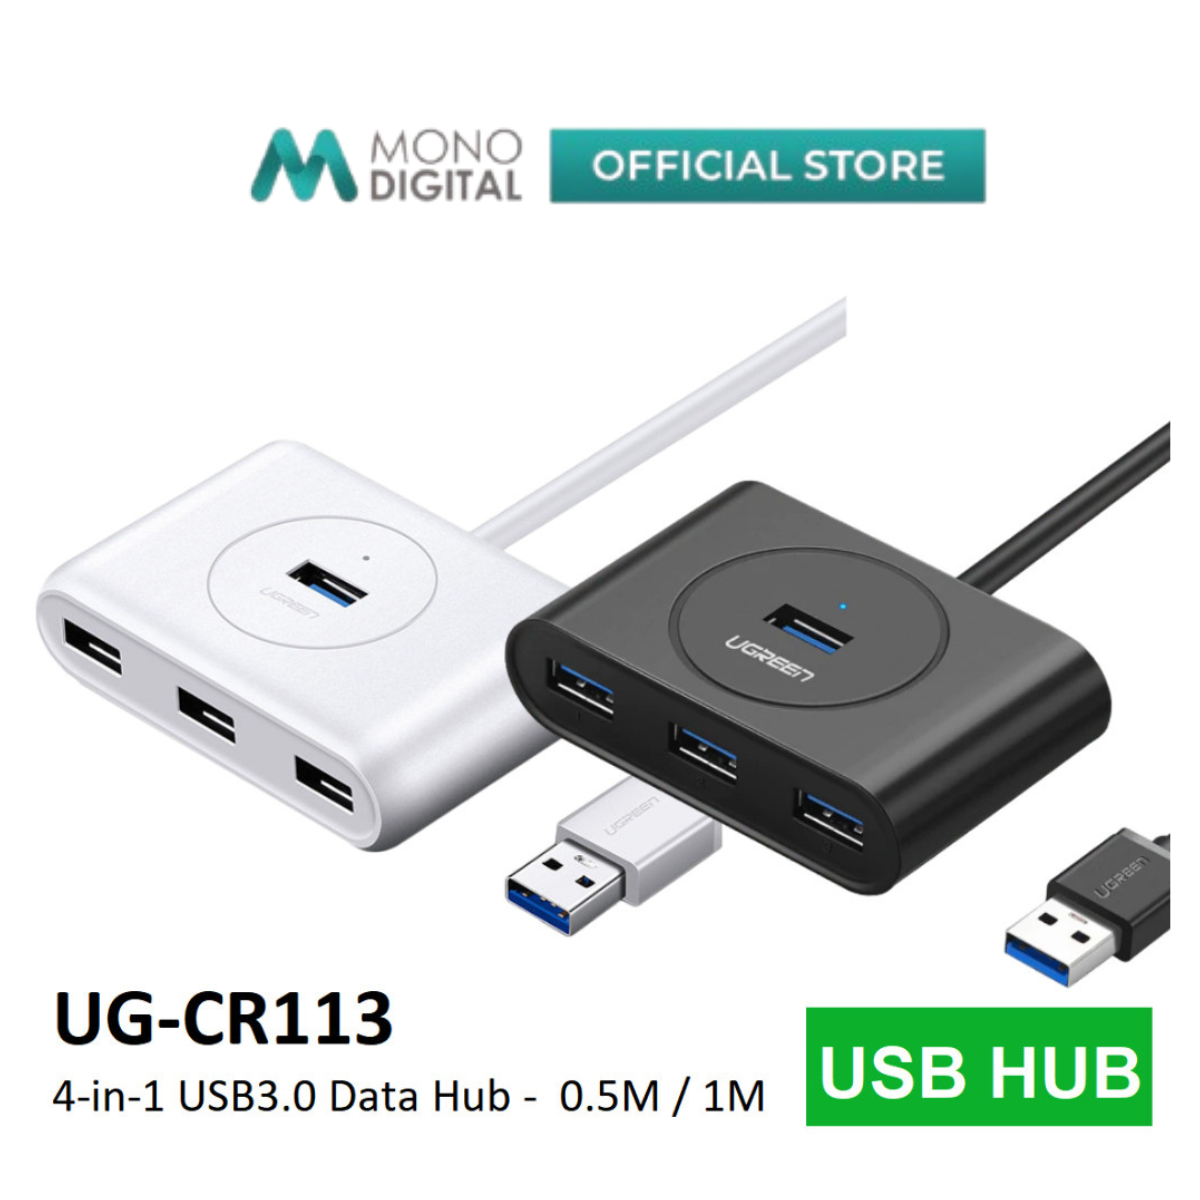 MONO
DIGITAL
OFFICIAL STORE
UGREEN
UGREEN
UGREEN
UGREEN
UG-CR113
4-in-1 USB3.0 Data Hub - 0.5M / 1M
USB HUB